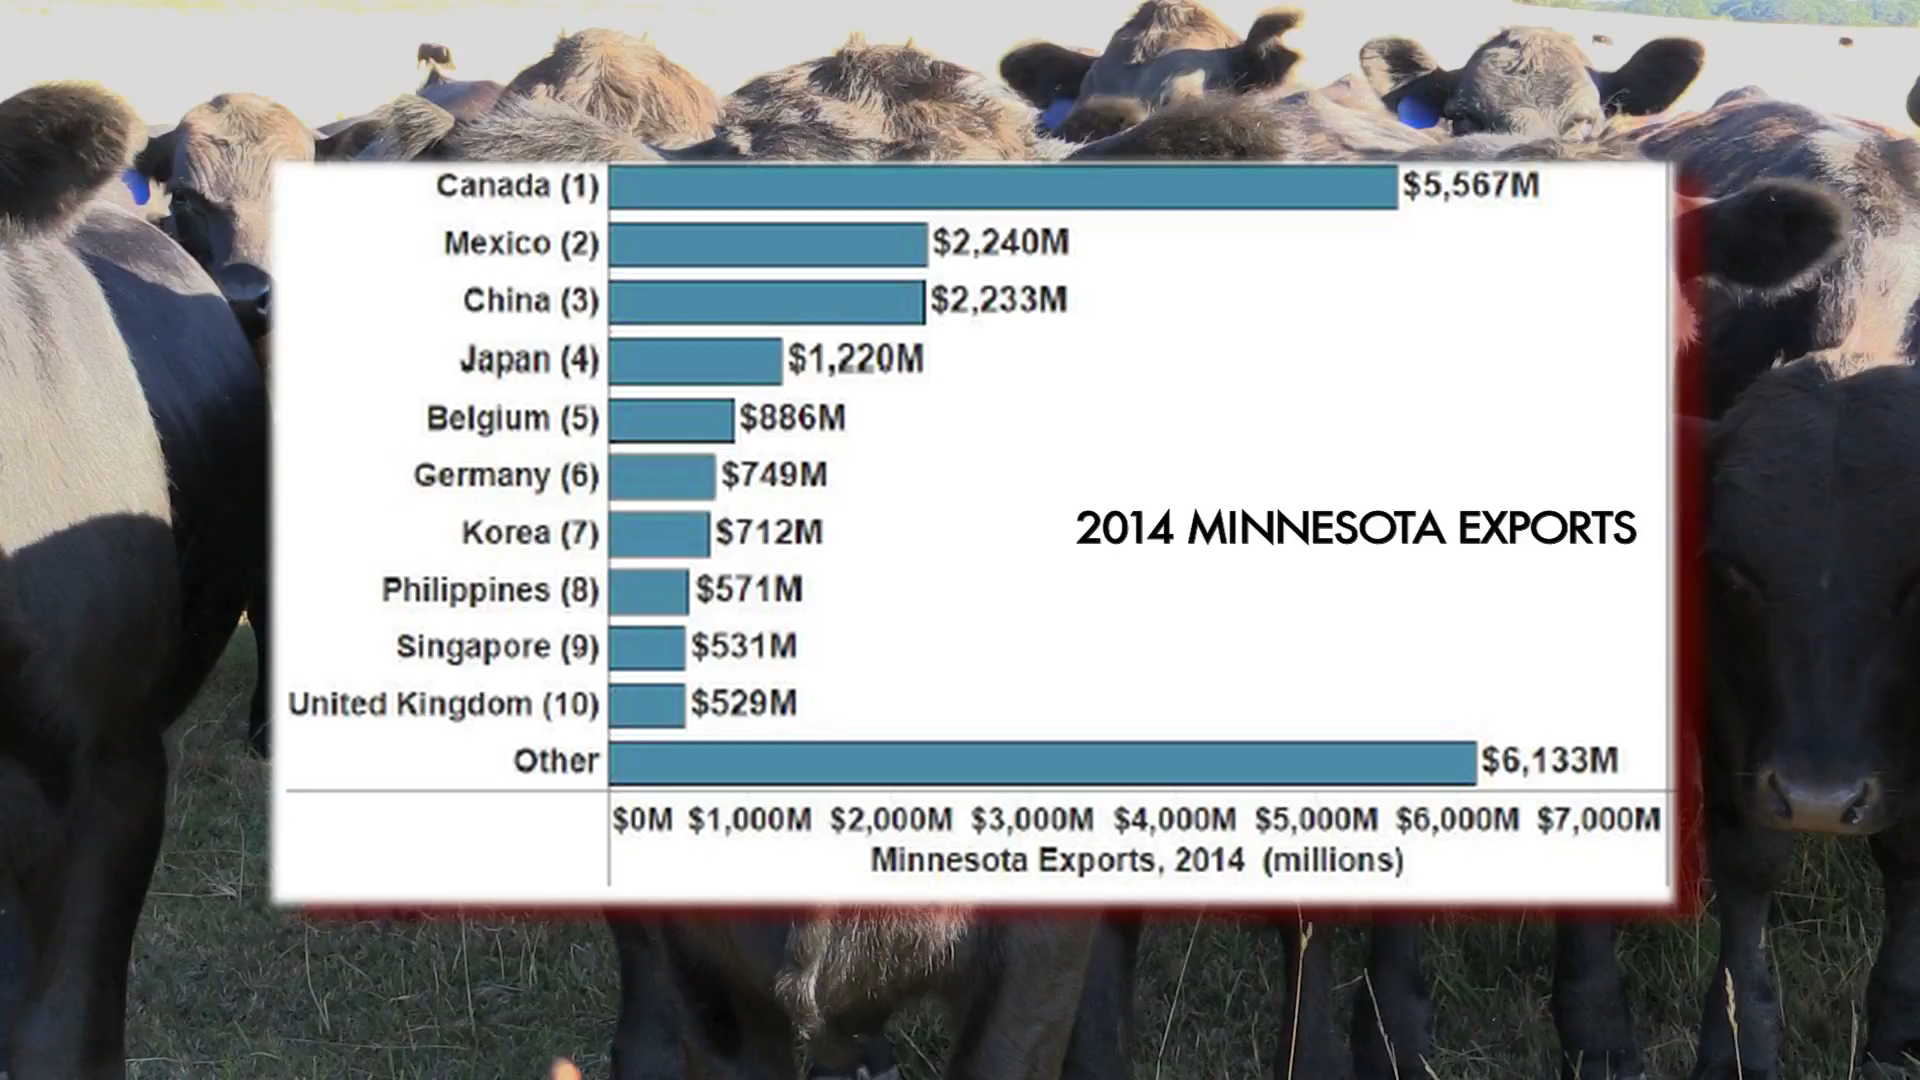 Canada (1) $5,567M
Mexico (2) $2,240M
China (3) $2,233M
Japan (4) $1,220M
Belgium (5) $886M
Germany (6) $749M
Korea (7) $712M
2014 MINNESOTA EXPORTS
Philippines (8) $571M
Singapore (9) $531M
United Kingdom (10) $529M
Other $6,133M
$0M $1,000M $2,000M $3,000M $4,000M $5,000M $6,000M $7,000M
Minnesota Exports, 2014 (millions)